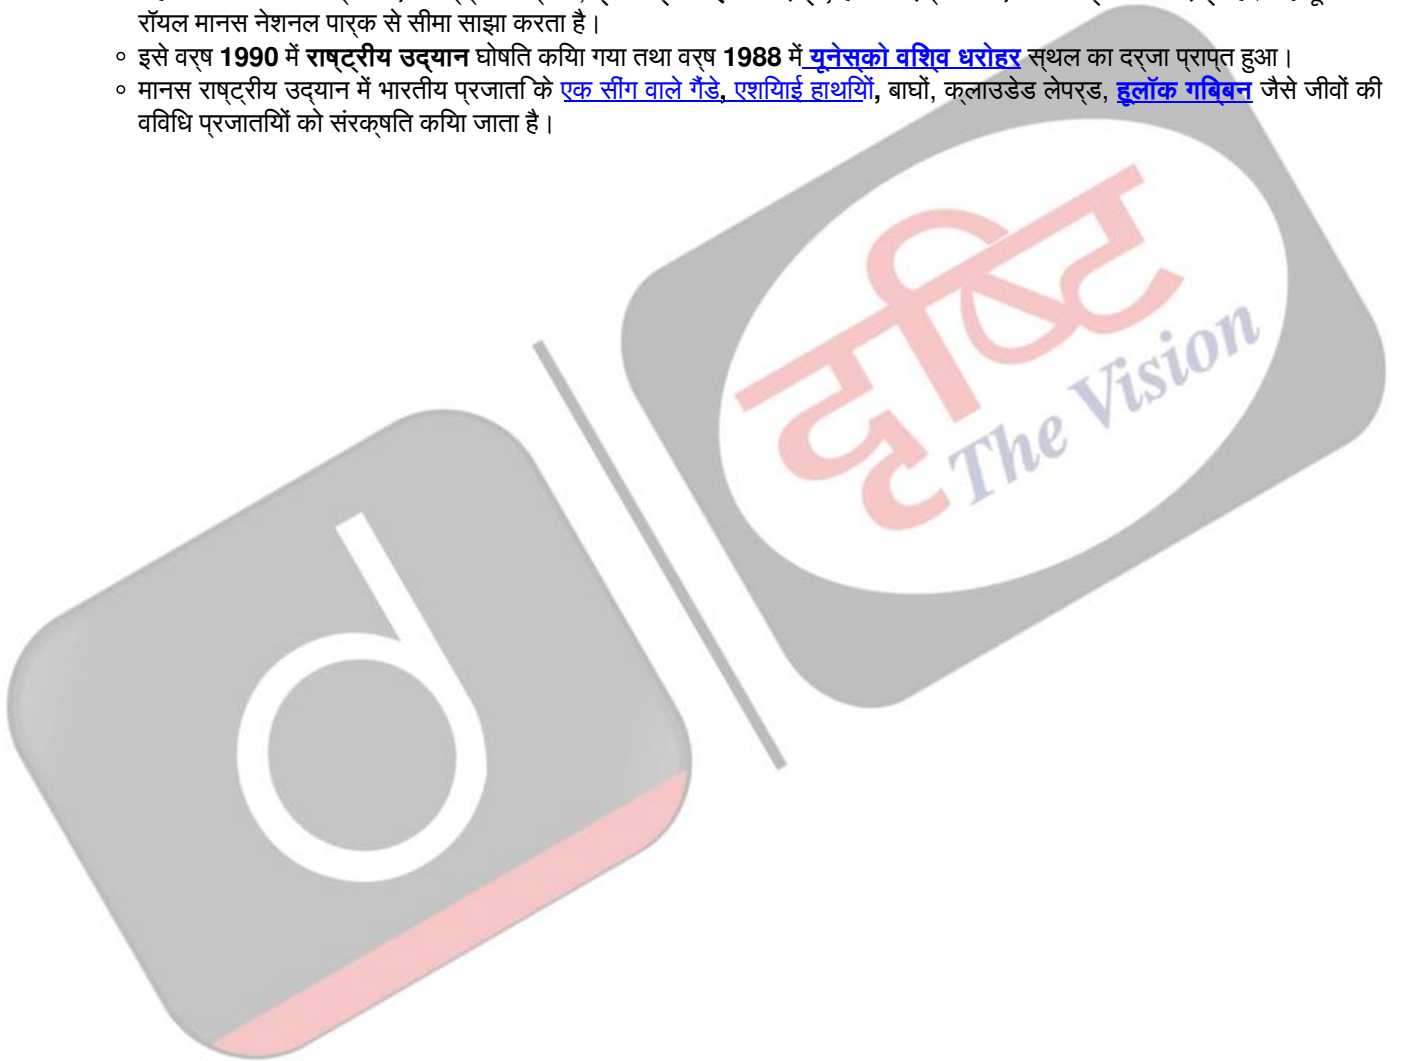 रॉयल मानस नेशनल पार्क से सीमा साझा करता है।
इसे वर्ष 1990 में राष्ट्रीय उद्यान घोषित किया गया तथा वर्ष 1988 में यूनेस्को विश्व धरोहर स्थल का दर्जा प्राप्त हुआ।
मानस राष्ट्रीय उद्यान में भारतीय प्रजाति के एक सींग वाले गैंडे, एशियाई हाथियों, बाघों, क्लाउडेड लेपर्ड, हूलॉक गिब्बन जैसे जीवों की
विविध प्रजातियों को संरक्षित किया जाता है।
दृष्टि
The Vision
d